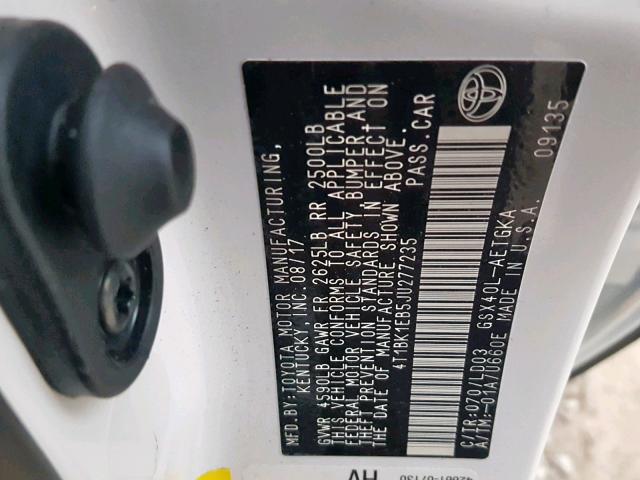 MFD.BY:TOYOTA MOTOR MANUFACTURING,
KENTUCKY, INC. 08/17
GVWR 4590LB GAWR FR 2625LB RR 2500LB
THIS VEHICLE CONFORMS TO ALL APPLICABLE
FEDERAL MOTOR VEHICLE SAFETY, BUMPER,AND
THEFT PREVENTION STANDARDS IN EFFECT ON
THE DATE OF MANUFACTURE SHOWN ABOVE.
4T1BK1EB5JU277235 PASS.CAR
C/TR:070/LD03 GSX40L-AETGKA
A/TM:-01A/U660E MADE IN U.S.A.
09135
HV